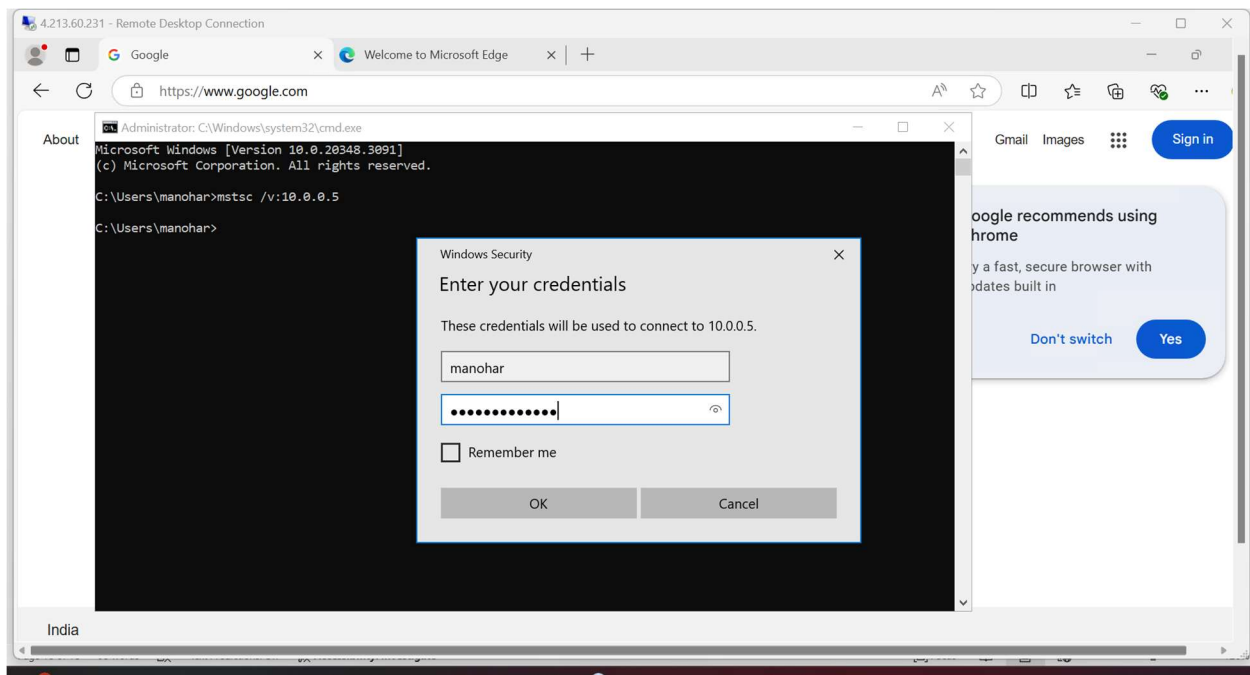 4.213.60.231 - Remote Desktop Connection
Google
Welcome to Microsoft Edge
https://www.google.com
About
Gmail Images
Sign in
Administrator: C:\Windows\system32\cmd.exe
Microsoft Windows [Version 10.0.20348.3091]
(c) Microsoft Corporation. All rights reserved.
C:\Users\manohar>mstsc /v:10.0.0.5
C:\Users\manohar>
Windows Security
Enter your credentials
These credentials will be used to connect to 10.0.0.5.
manohar
Remember me
OK
Cancel
oogle recommends using
hrome
y a fast, secure browser with
pdates built in
Don't switch
Yes
India